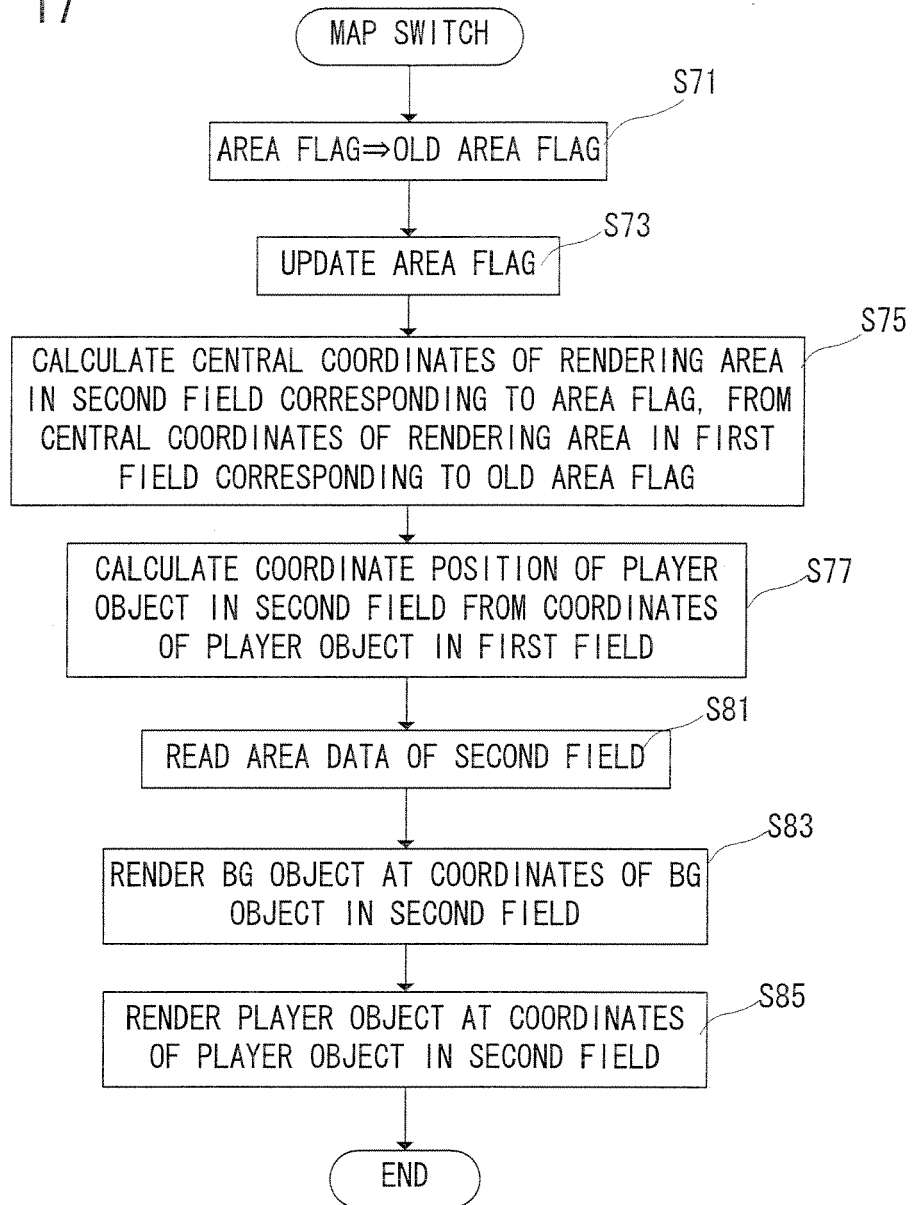 17
MAP SWITCH
S71
AREA FLAG⇒OLD AREA FLAG
S73
UPDATE AREA FLAG
S75
CALCULATE CENTRAL COORDINATES OF RENDERING AREA
IN SECOND FIELD CORRESPONDING TO AREA FLAG, FROM
CENTRAL COORDINATES OF RENDERING AREA IN FIRST
FIELD CORRESPONDING TO OLD AREA FLAG
S77
CALCULATE COORDINATE POSITION OF PLAYER
OBJECT IN SECOND FIELD FROM COORDINATES
OF PLAYER OBJECT IN FIRST FIELD
S81
READ AREA DATA OF SECOND FIELD
S83
RENDER BG OBJECT AT COORDINATES OF BG
OBJECT IN SECOND FIELD
S85
RENDER PLAYER OBJECT AT COORDINATES
OF PLAYER OBJECT IN SECOND FIELD
END